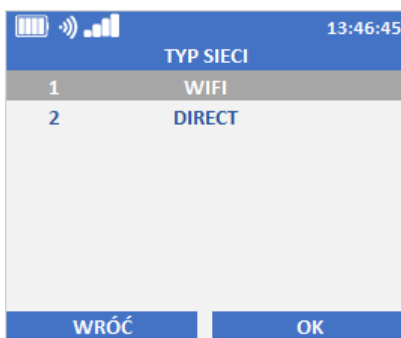 13:46:45
TYP SIECI
1 WIFI
2 DIRECT
WRÓĆ OK